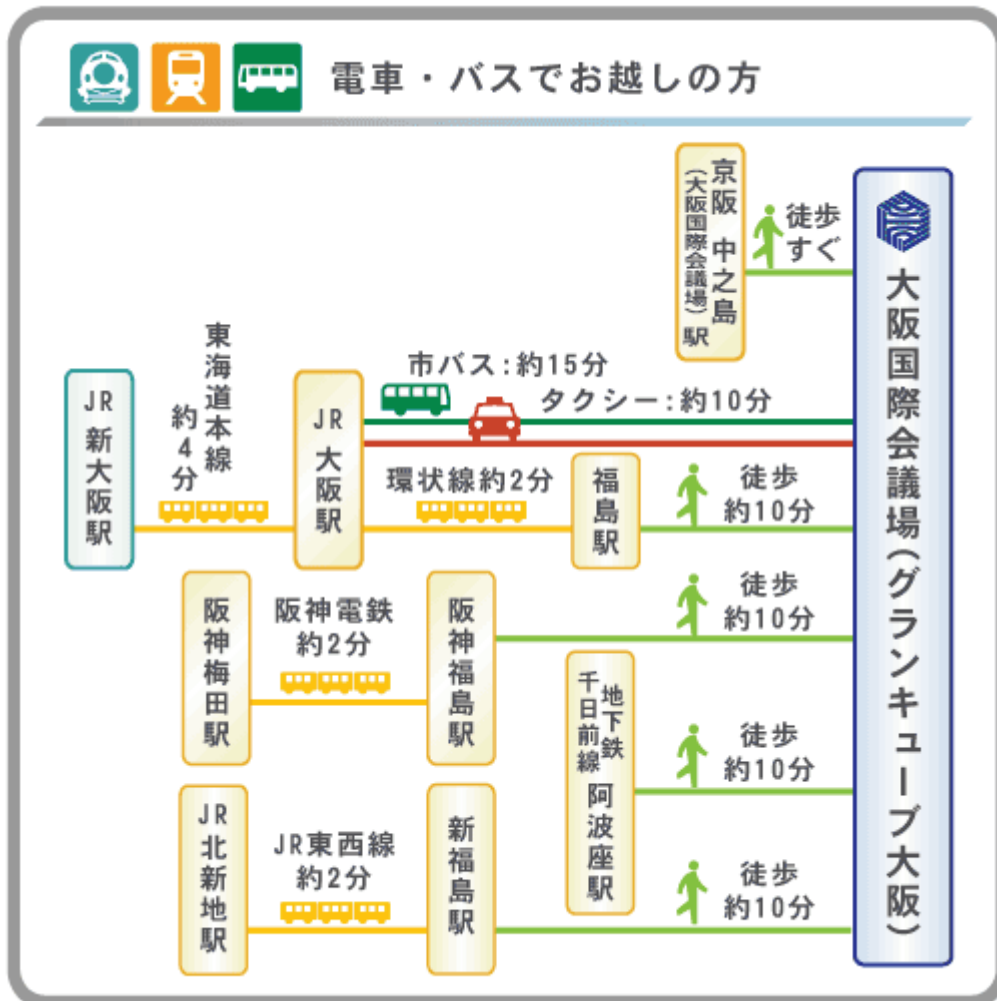 電車・バスでお越しの方
京阪 中之島
(大阪国際会議場)駅
徒歩
すぐ
大阪国際会議場(グランキューブ大阪)
JR 新大阪駅
東海道本線
約4分
JR 大阪駅
市バス:約15分
タクシー:約10分
環状線約2分
福島駅
徒歩
約10分
阪神梅田駅
阪神電鉄
約2分
阪神福島駅
徒歩
約10分
地下鉄
千日前線
阿波座駅
徒歩
約10分
JR 北新地駅
JR東西線
約2分
新福島駅
徒歩
約10分